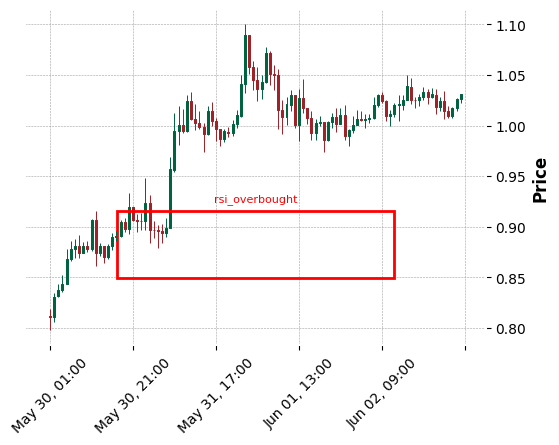 1.10
1.05
1.00
0.95
0.90
0.85
0.80
Price
rsi_overbought
May 30, 01:00
May 30, 21:00
May 31, 17:00
Jun 01, 13:00
Jun 02, 09:00